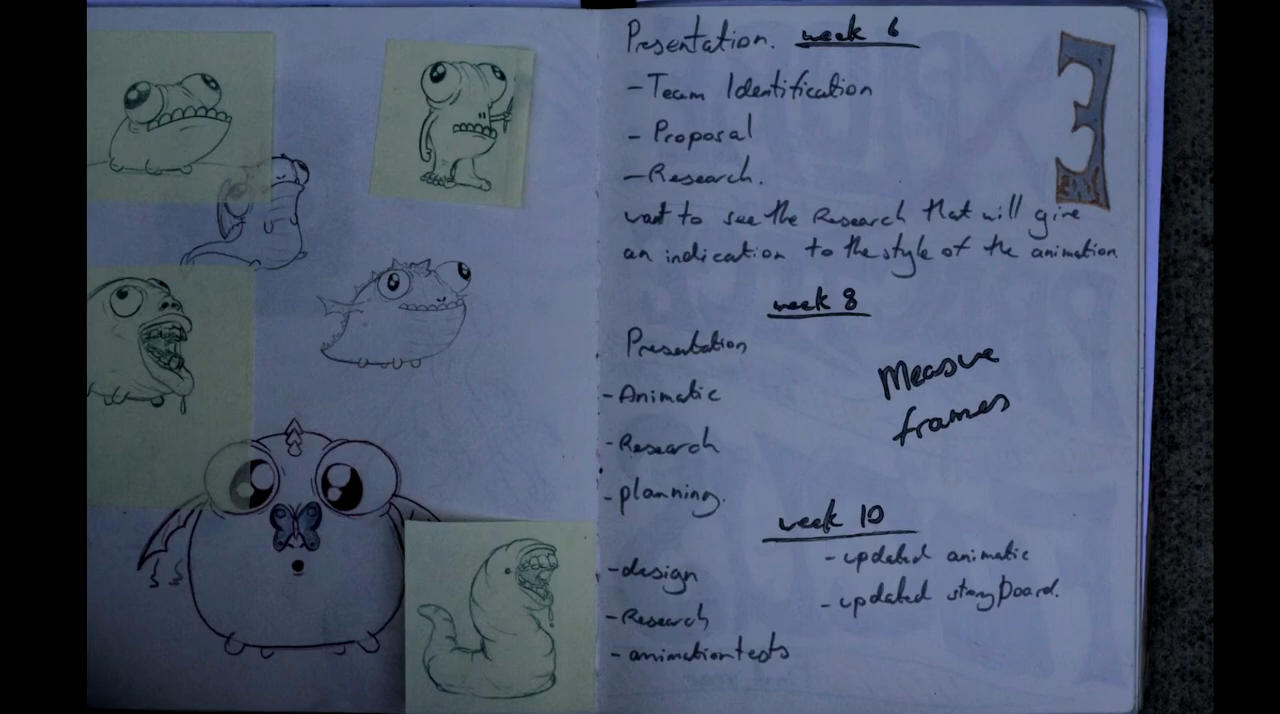 Presentation. week 6
- Team Identification
- Proposal
- Research.
want to see the Research that will give
an indication to the style of the animation
week 8
Presentation
- Animatic
- Research
- planning.
Measure
frames
week 10
- updated animatic
- updated storyboard.
- design
- Research
- animation tests